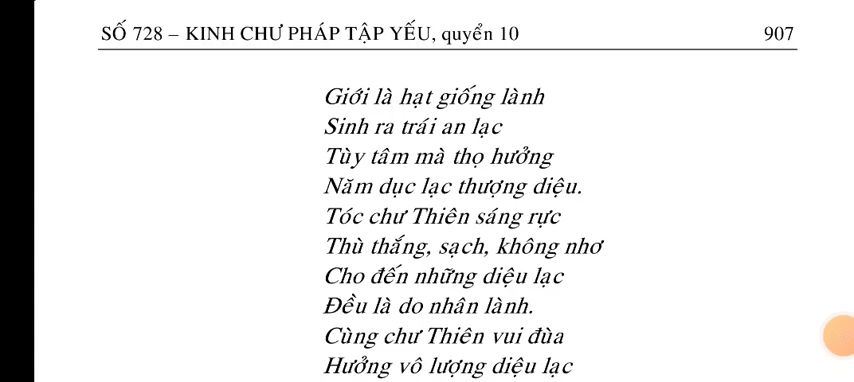 SỐ 728 – KINH CHƯ PHÁP TẬP YẾU, quyển 10 907
Giới là hạt giống lành
Sinh ra trái an lạc
Tùy tâm mà thọ hưởng
Năm dục lạc thượng diệu.
Tóc chư Thiên sáng rực
Thù thắng, sạch, không nhơ
Cho đến những diệu lạc
Đều là do nhân lành.
Cùng chư Thiên vui đùa
Hưởng vô lượng diệu lạc